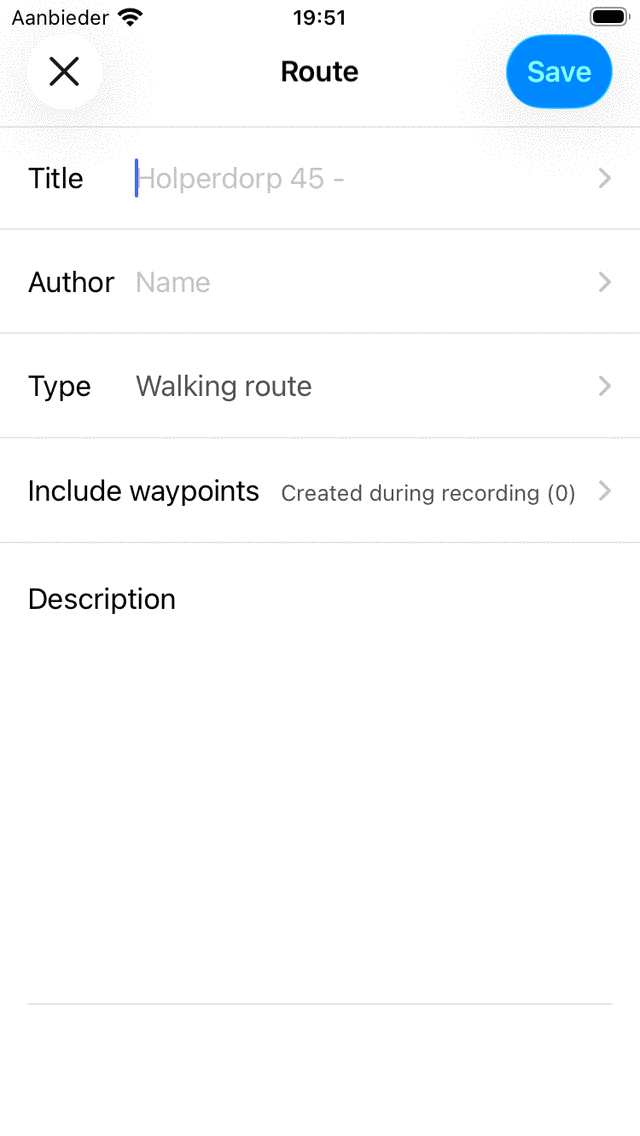 Aanbieder 19:51
Route Save
Title Holperdorp 45 -
Author Name
Type Walking route
Include waypoints Created during recording (0)
Description